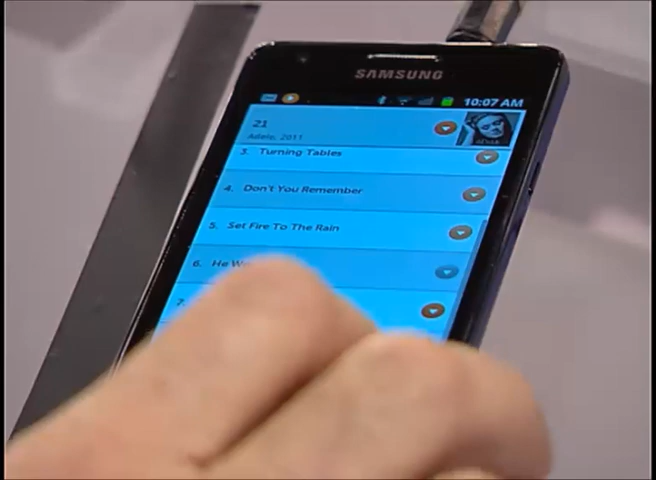 SAMSUNG
10:07 AM
21
Adele, 2011
3. Turning Tables
4. Don't You Remember
5. Set Fire To The Rain
6. He
7.